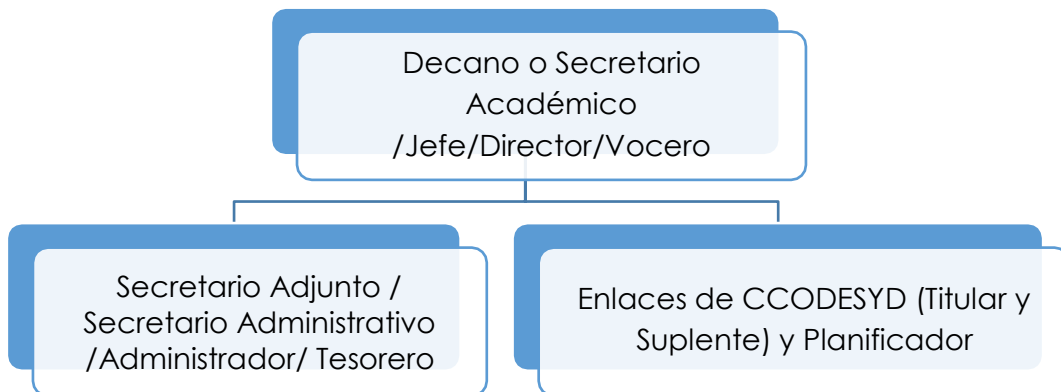 Decano o Secretario
Académico
/Jefe/Director/Vocero
Secretario Adjunto /
Secretario Administrativo
/Administrador/ Tesorero
Enlaces de CCODESYD (Titular y
Suplente) y Planificador